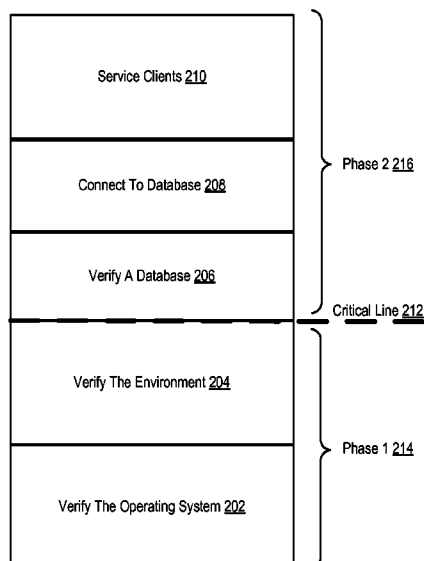 Service Clients 210
Phase 2 216
Connect To Database 208
Verify A Database 206
Critical Line 212
Verify The Environment 204
Phase 1 214
Verify The Operating System 202